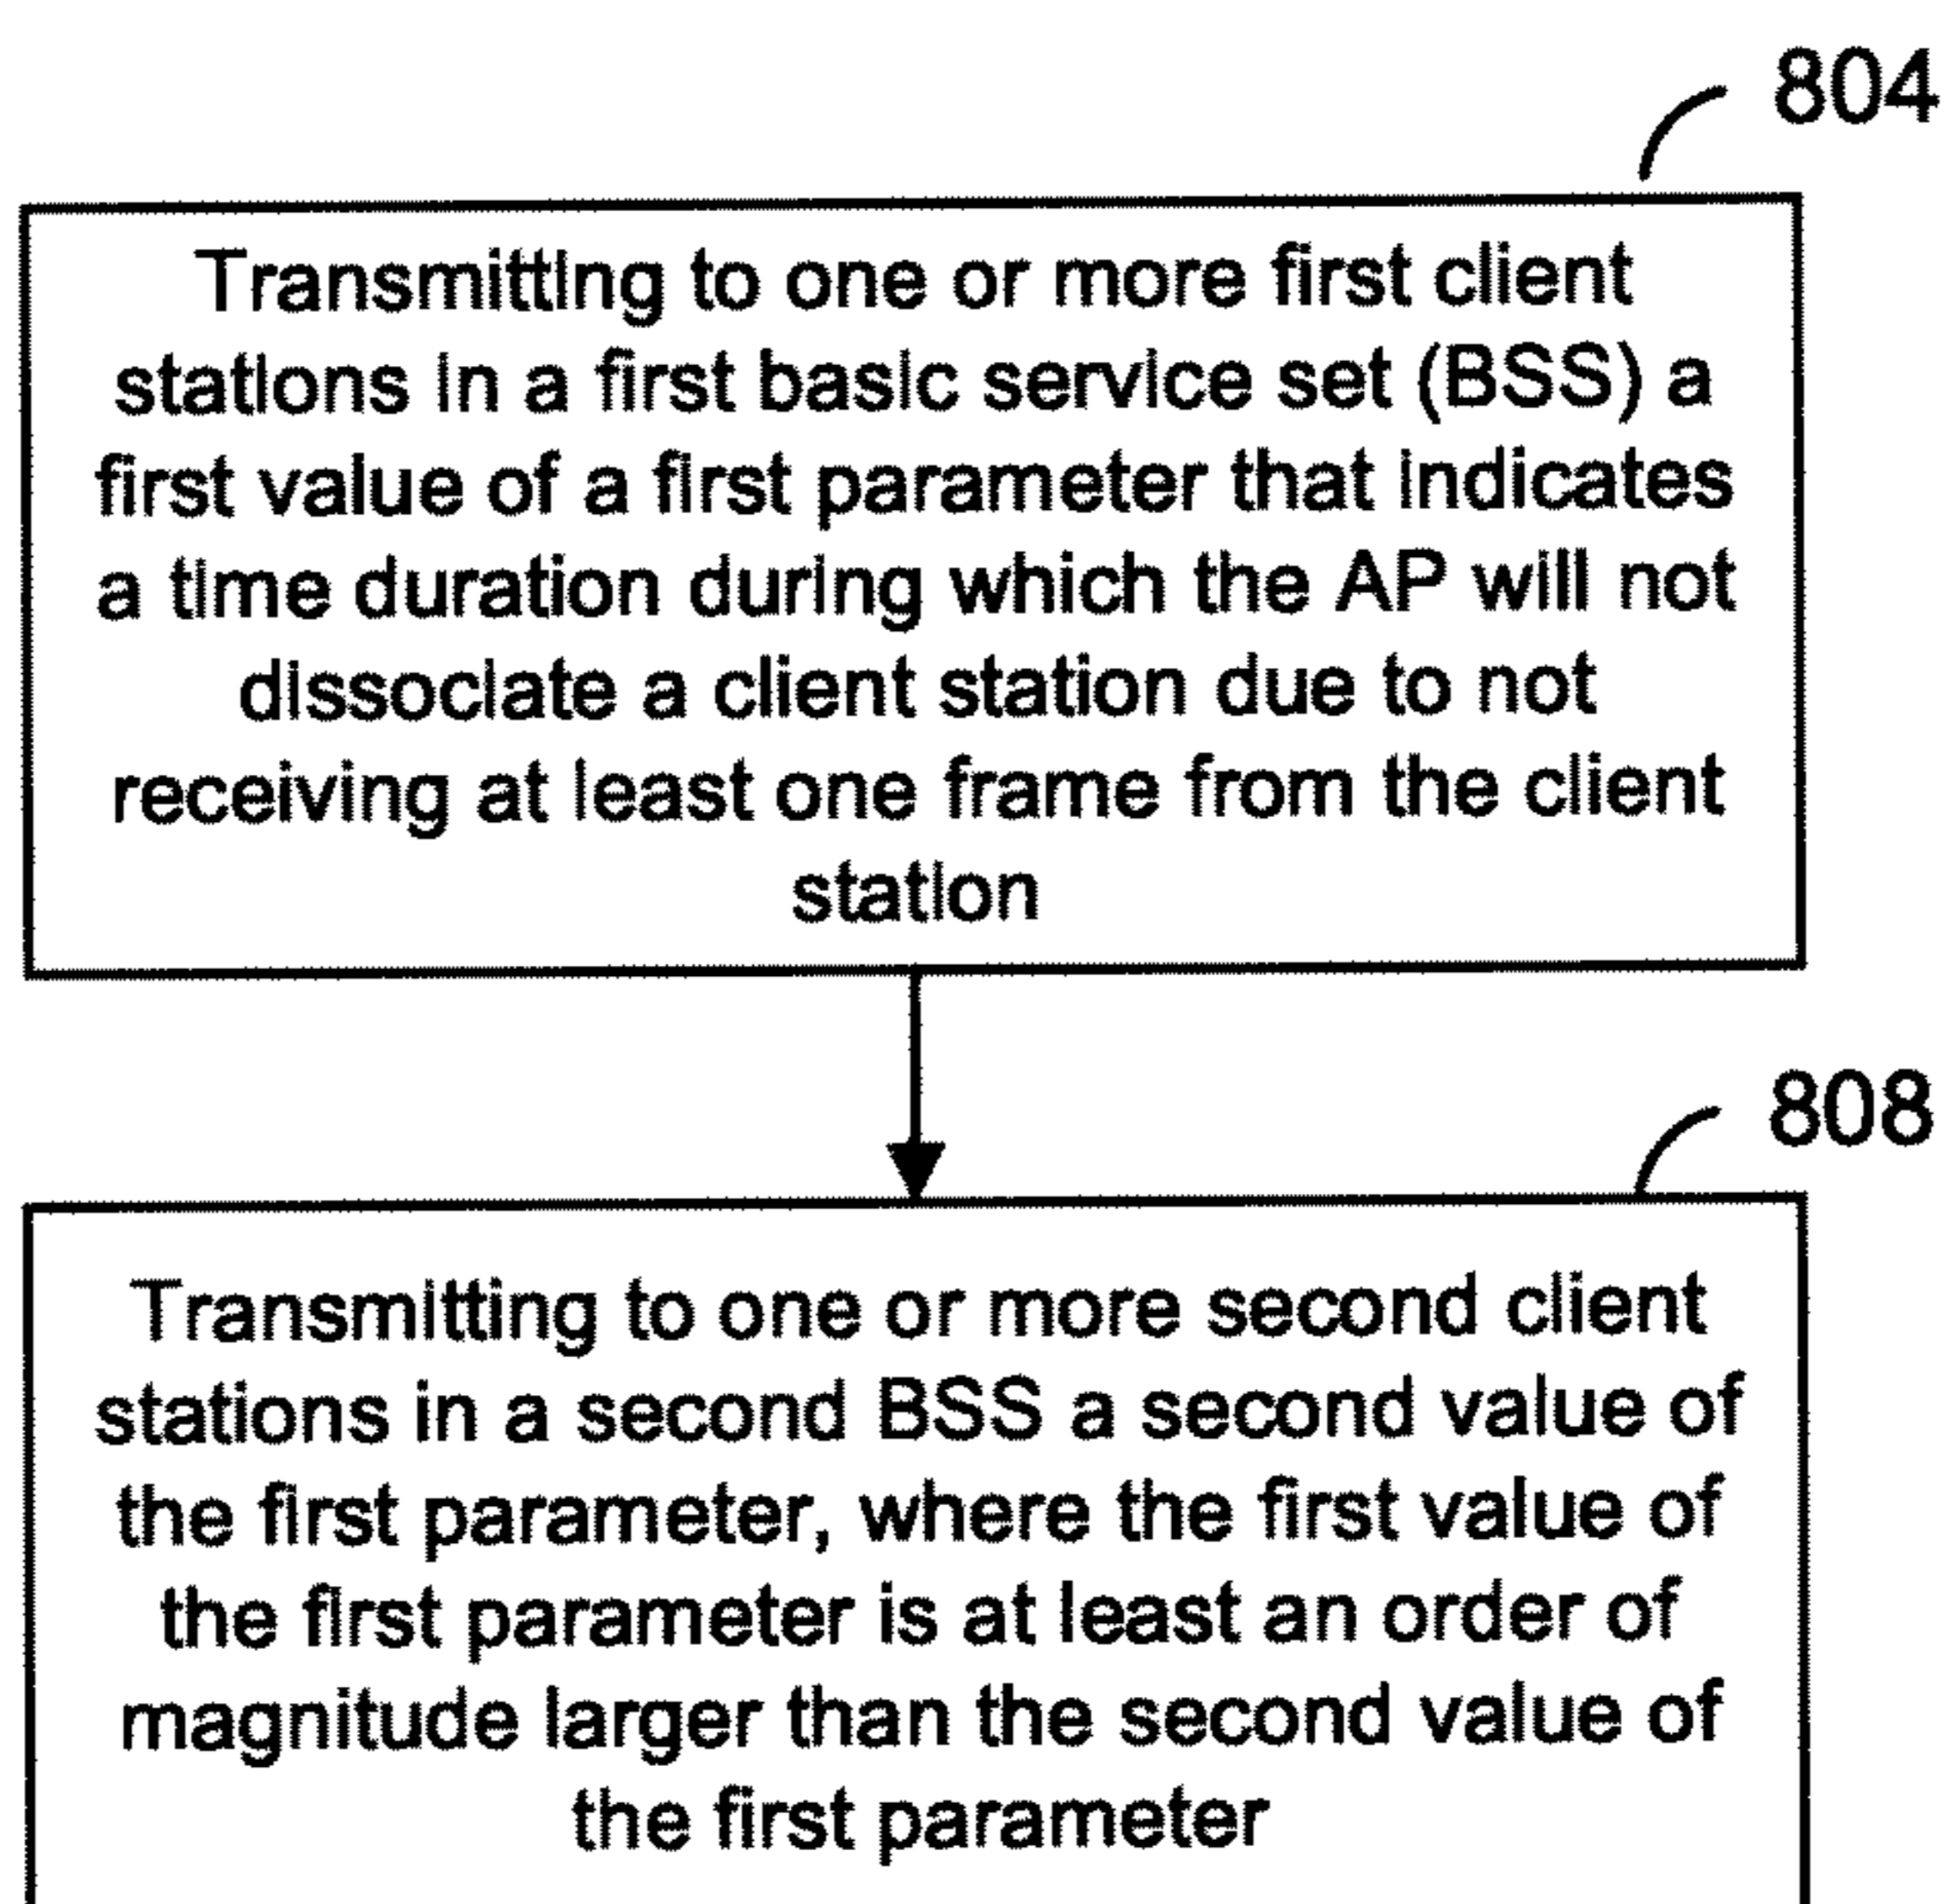 804
Transmitting to one or more first client
stations in a first basic service set (BSS) a
first value of a first parameter that indicates
a time duration during which the AP will not
dissociate a client station due to not
receiving at least one frame from the client
station
808
Transmitting to one or more second client
stations in a second BSS a second value of
the first parameter, where the first value of
the first parameter is at least an order of
magnitude larger than the second value of
the first parameter